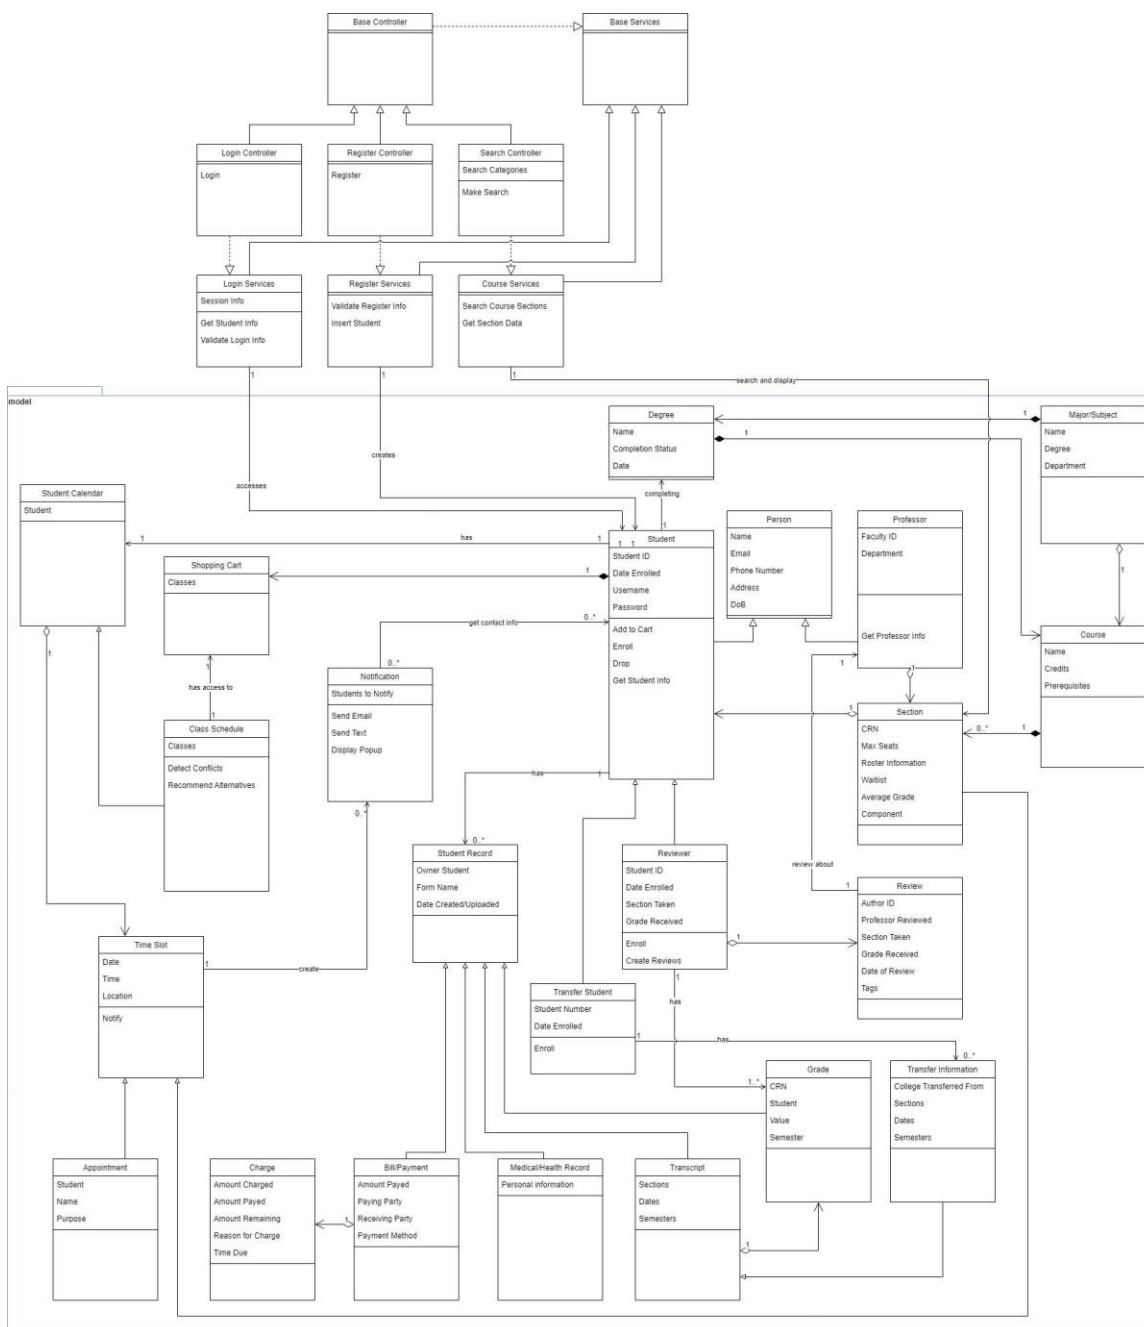 Base Controller
Base Services
Login Controller
Login
Register Controller
Register
Search Controller
Search Categories
Make Search
Login Services
Session Info
Get Student Info
Validate Login Info
Register Services
Validate Register Info
Insert Student
Course Services
Search Course Sections
Get Section Data
1
1
1
search and display
model
accesses
creates
Degree
Name
Completion Status
Date
1
1
Major/Subject
Name
Degree
Department
completing
1
Student Calendar
Student
1
has
1
Shopping Cart
Classes
1
Student
1
1
Student ID
Date Enrolled
Username
Password
Add to Cart
Enroll
Drop
Get Student Info
Person
Name
Email
Phone Number
Address
DoB
Professor
Faculty ID
Department
Get Professor Info
1
1
1
Course
Name
Credits
Prerequisites
get contact info
0..*
0..*
1
1
has access to
1
Notification
Students to Notify
Send Email
Send Text
Display Popup
Class Schedule
Classes
Detect Conflicts
Recommend Alternatives
Section
CRN
Max Seats
Roster Information
Waitlist
Average Grade
Component
1
0..*
1
has
1
0..*
0..*
Student Record
Owner Student
Form Name
Date Created/Uploaded
Reviewer
Student ID
Date Enrolled
Section Taken
Grade Received
Enroll
Create Reviews
1
review about
1
Review
Author ID
Professor Reviewed
Section Taken
Grade Received
Date of Review
Tags
Time Slot
Date
Time
Location
Notify
1
create
1
has
1..*
Transfer Student
Student Number
Date Enrolled
Enroll
1
has
0..*
Grade
CRN
Student
Value
Semester
Transfer Information
College Transferred From
Sections
Dates
Semesters
Appointment
Student
Name
Purpose
Charge
Amount Charged
Amount Payed
Amount Remaining
Reason for Charge
Time Due
1
Bill/Payment
Amount Payed
Paying Party
Receiving Party
Payment Method
Medical/Health Record
Personal information
Transcript
Sections
Dates
Semesters
1